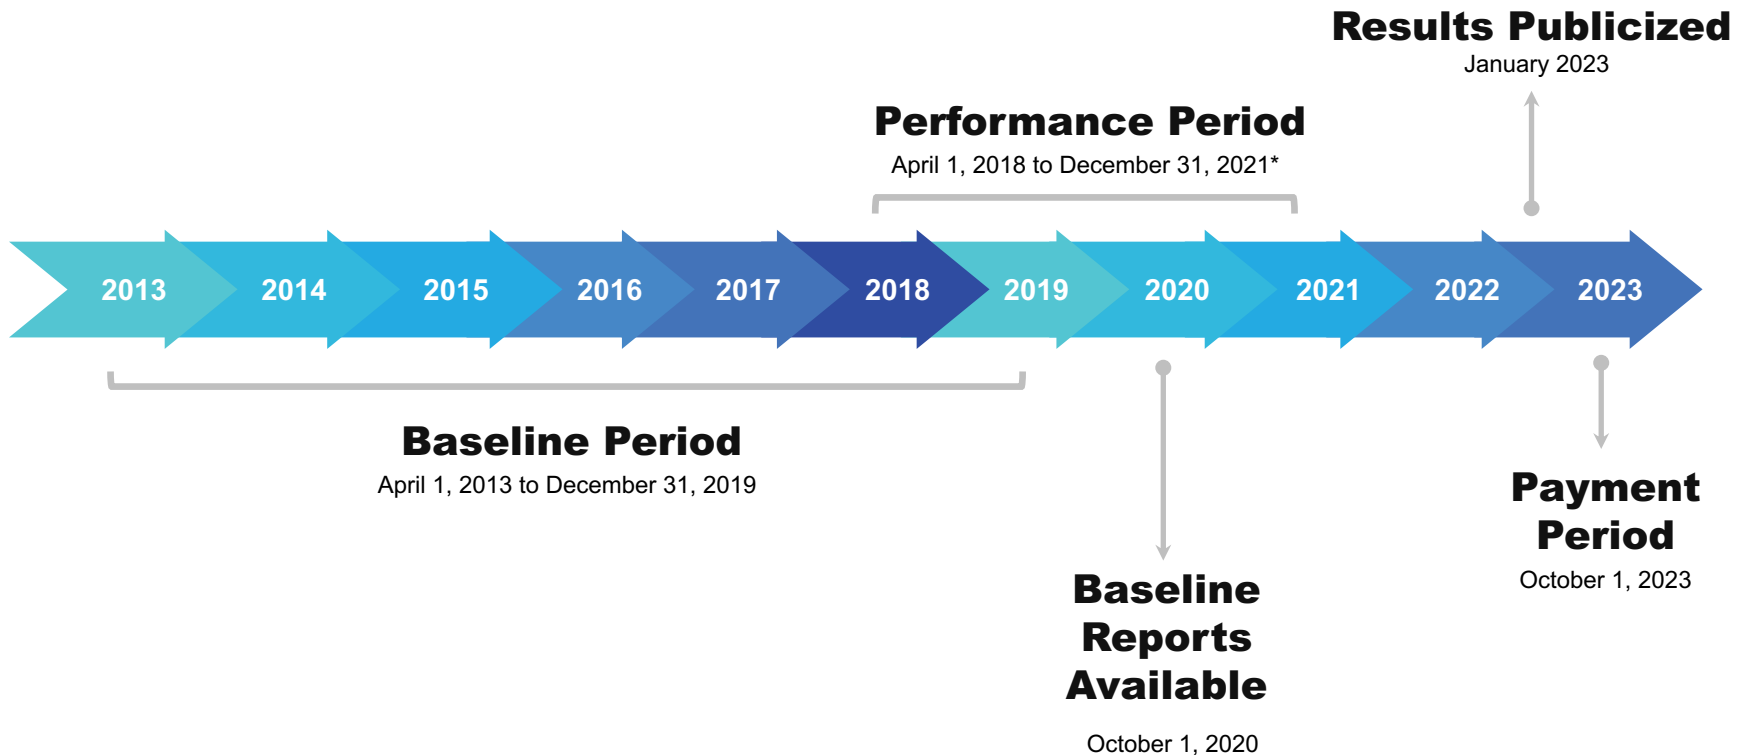 Results Publicized
January 2023
Performance Period
April 1, 2018 to December 31, 2021*
2013 2014 2015 2016 2017 2018 2019 2020 2021 2022 2023
Baseline Period
April 1, 2013 to December 31, 2019
Payment
Period
October 1, 2023
Baseline
Reports
Available
October 1, 2020